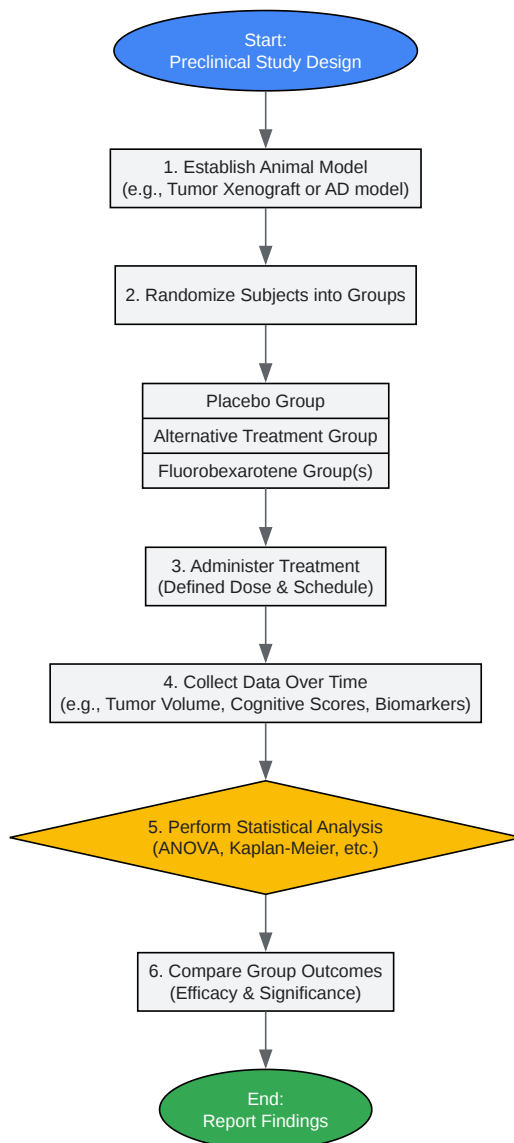 Start:
Preclinical Study Design
1. Establish Animal Model
(e.g., Tumor Xenograft or AD model)
2. Randomize Subjects into Groups
Placebo Group
Alternative Treatment Group
Fluorobexarotene Group(s)
3. Administer Treatment
(Defined Dose & Schedule)
4. Collect Data Over Time
(e.g., Tumor Volume, Cognitive Scores, Biomarkers)
5. Perform Statistical Analysis
(ANOVA, Kaplan-Meier, etc.)
6. Compare Group Outcomes
(Efficacy & Significance)
End:
Report Findings